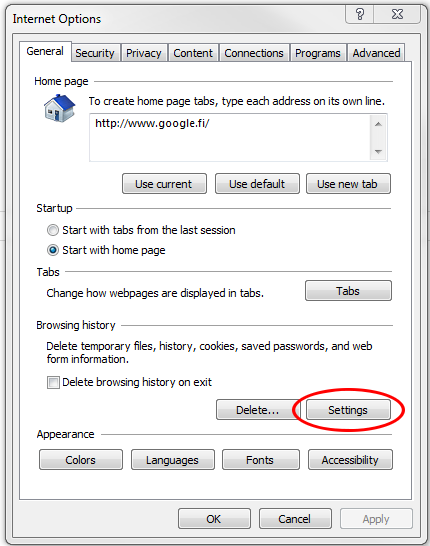 Internet Options
?
General Security Privacy Content Connections Programs Advanced
Home page
To create home page tabs, type each address on its own line.
http://www.google.fi/
Use current Use default Use new tab
Startup
Start with tabs from the last session
Start with home page
Tabs
Change how webpages are displayed in tabs. Tabs
Browsing history
Delete temporary files, history, cookies, saved passwords, and web
form information.
Delete browsing history on exit
Delete... Settings
Appearance
Colors Languages Fonts Accessibility
OK Cancel Apply